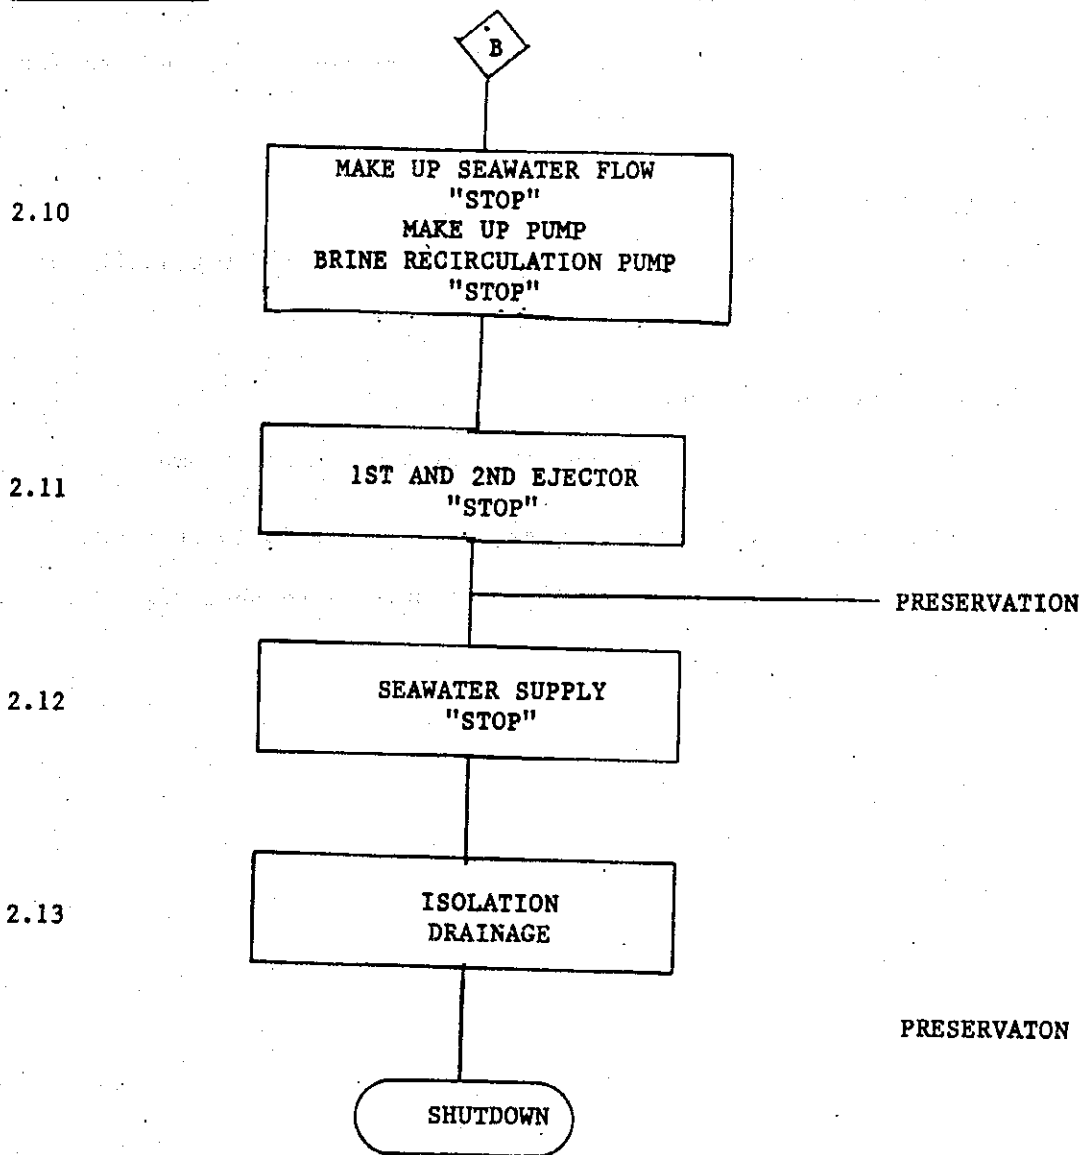 B
2.10
MAKE UP SEAWATER FLOW
"STOP"
MAKE UP PUMP
BRINE RECIRCULATION PUMP
"STOP"
2.11
1ST AND 2ND EJECTOR
"STOP"
PRESERVATION
2.12
SEAWATER SUPPLY
"STOP"
2.13
ISOLATION
DRAINAGE
PRESERVATON
SHUTDOWN